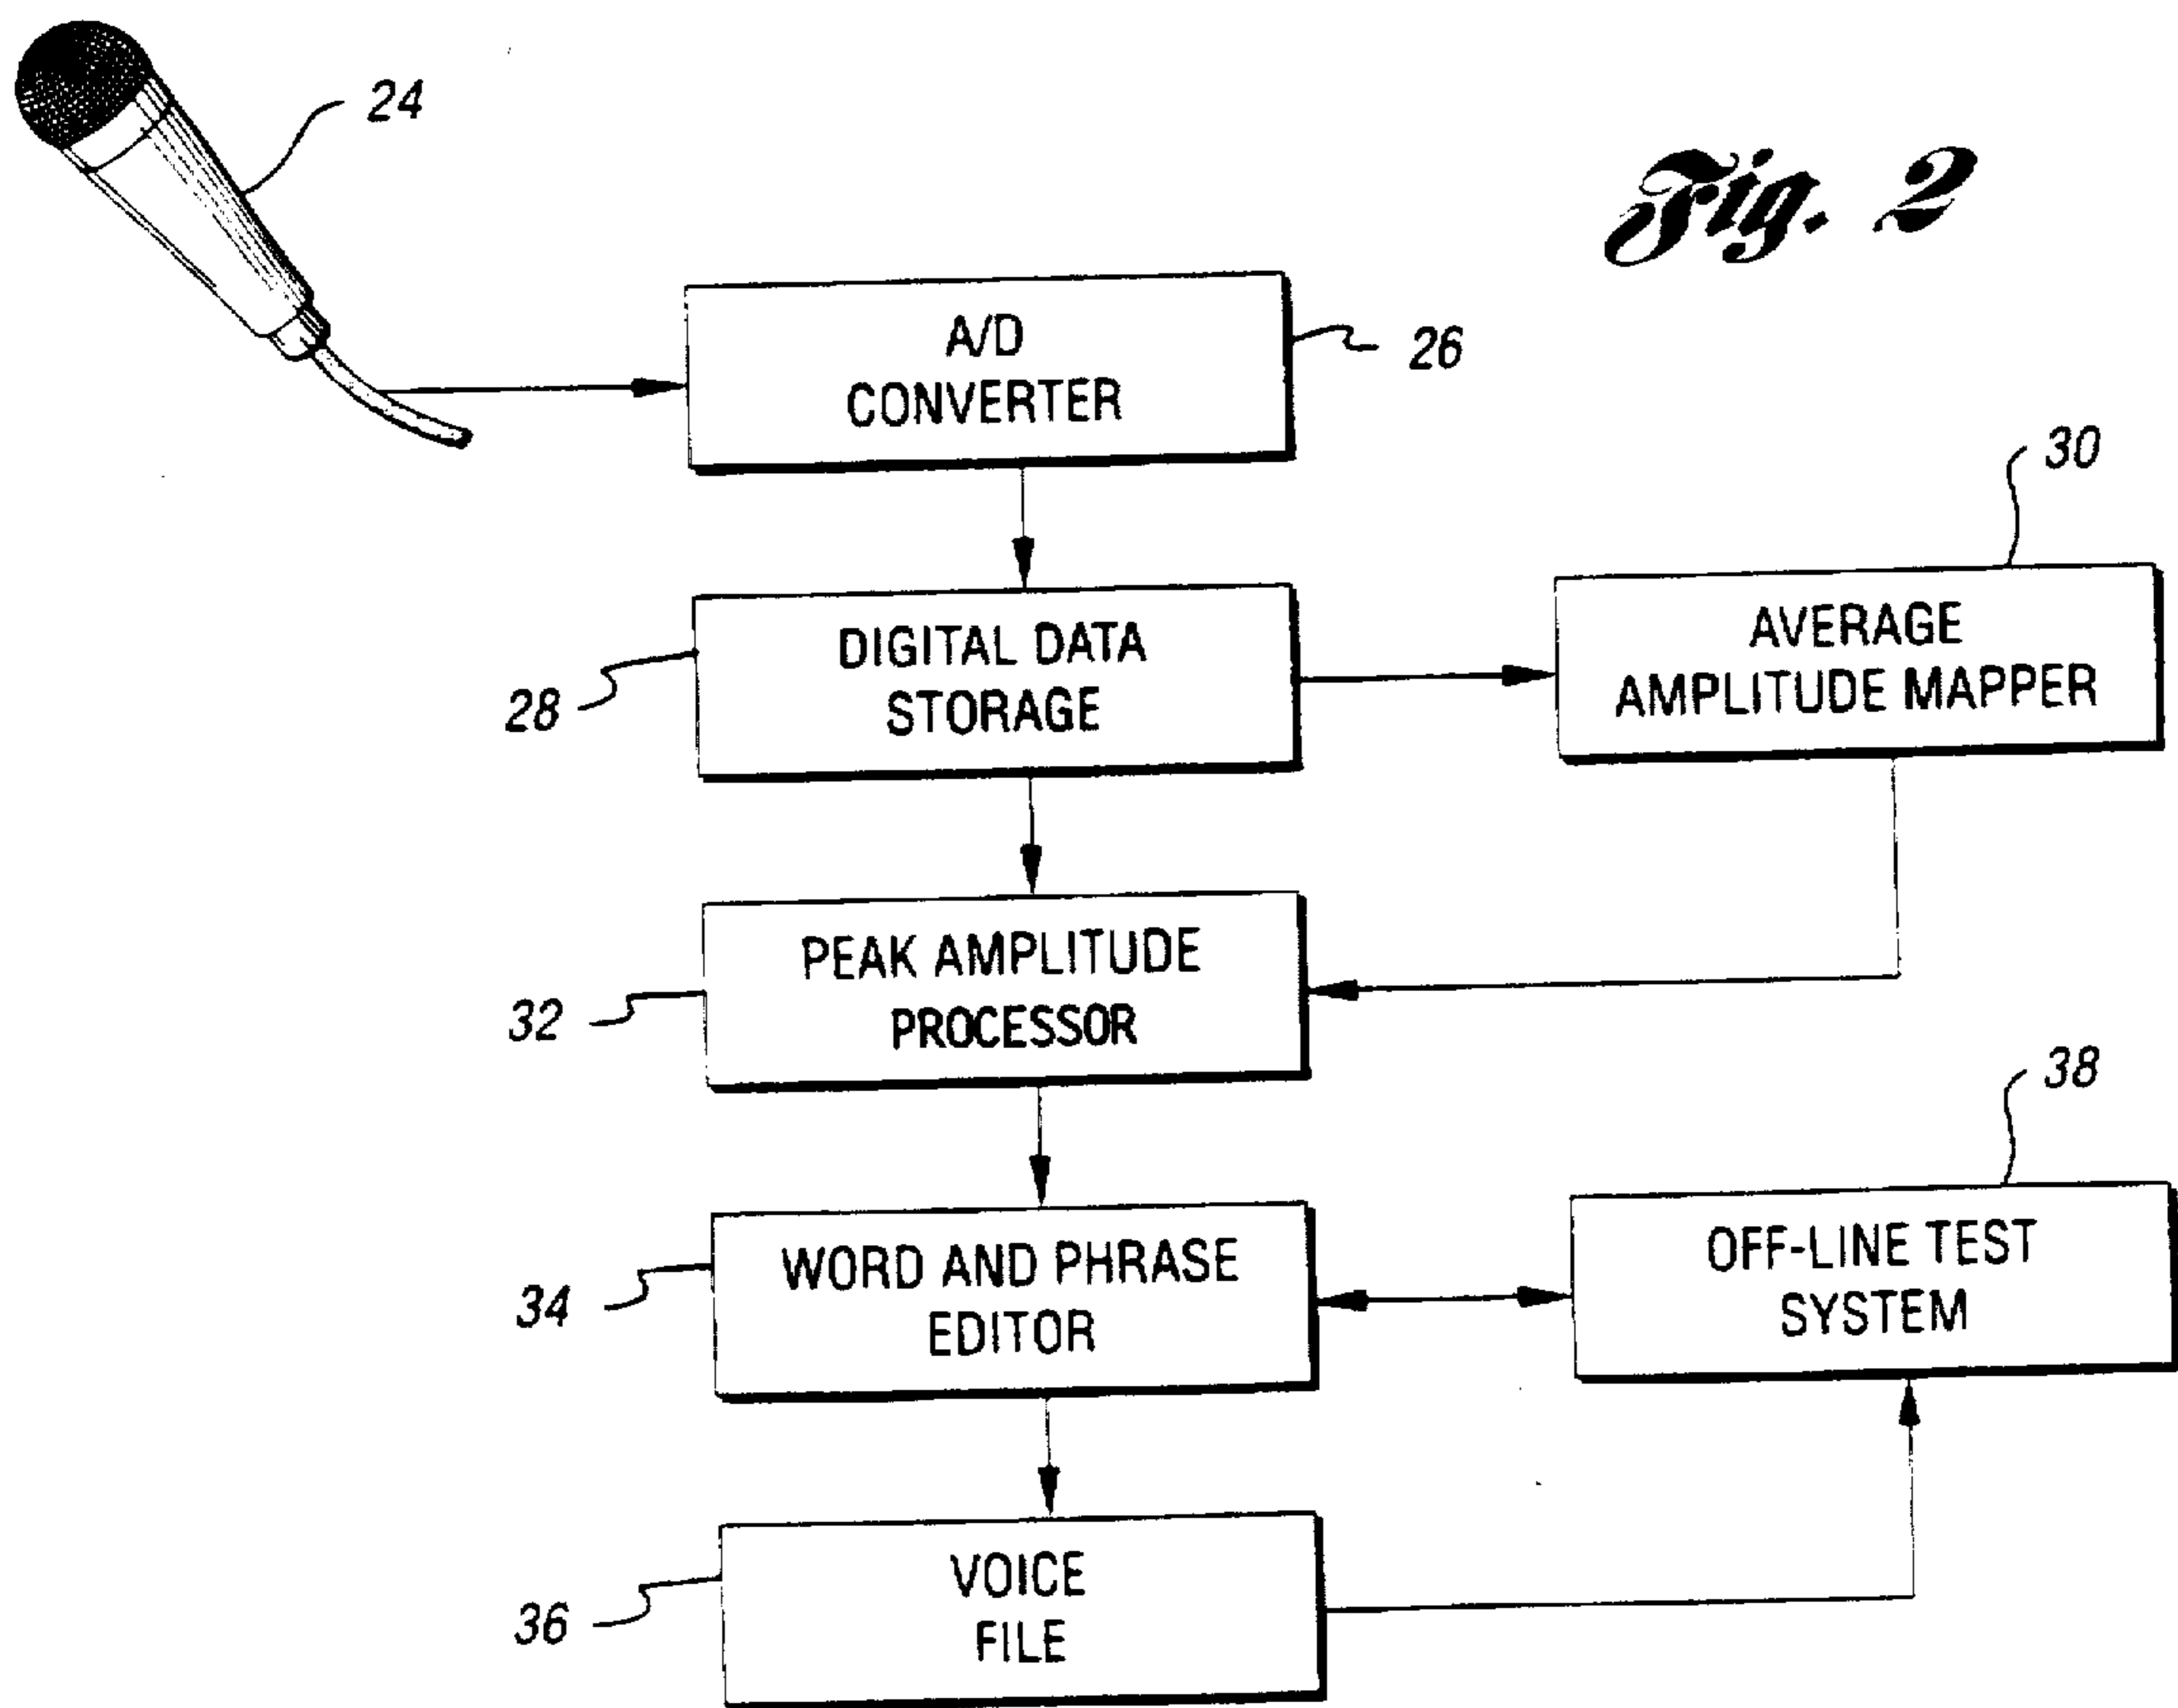 24
Fig. 2
A/D
CONVERTER
26
30
DIGITAL DATA
STORAGE
28
AVERAGE
AMPLITUDE MAPPER
PEAK AMPLITUDE
PROCESSOR
32
38
WORD AND PHRASE
EDITOR
34
OFF-LINE TEST
SYSTEM
VOICE
FILE
36